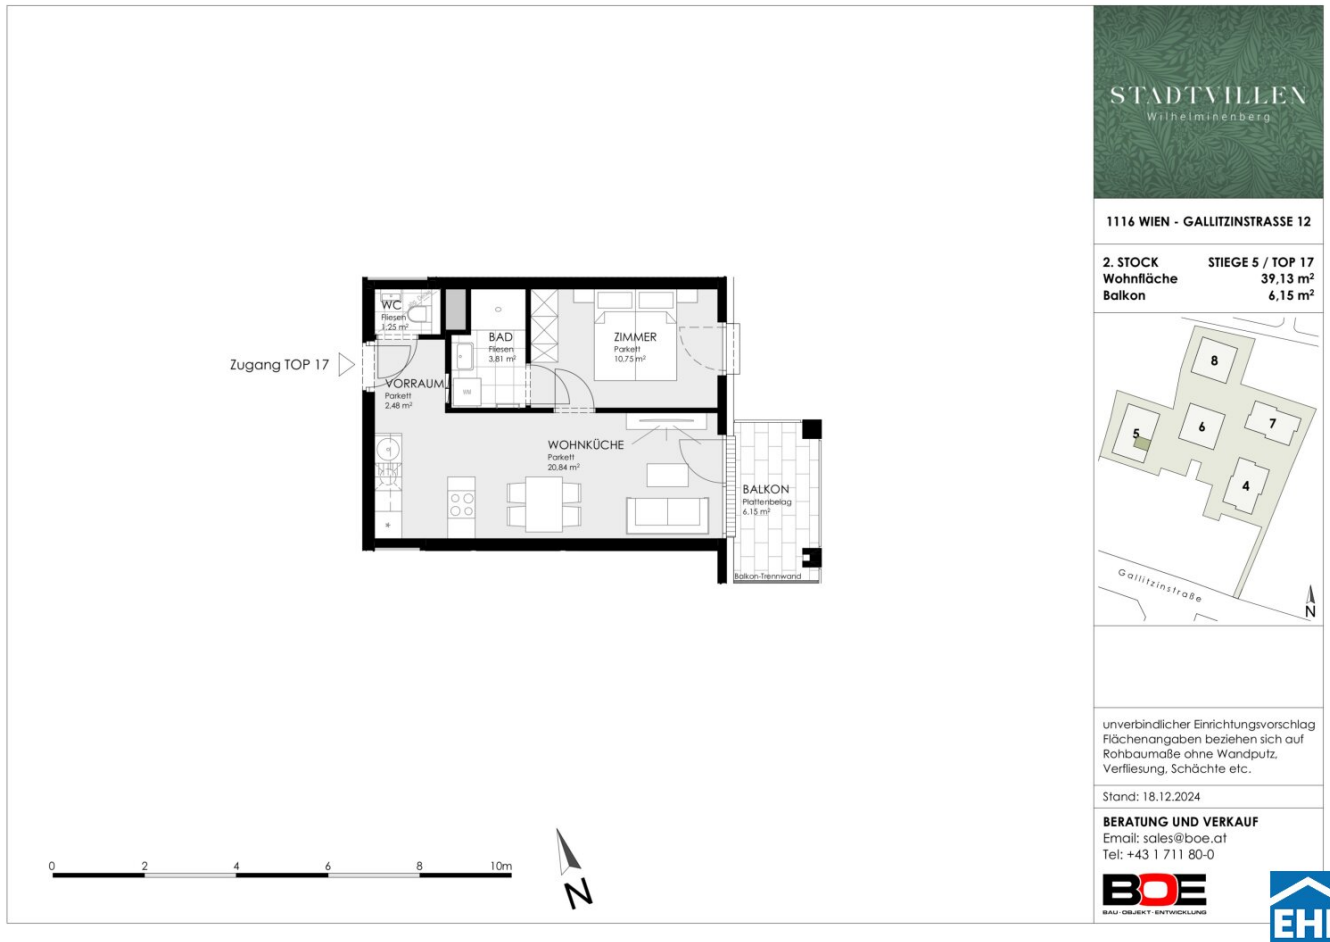 STADTVILLEN
Wilhelminenberg
1116 WIEN - GALLITZINSTRASSE 12
2. STOCK STIEGE 5 / TOP 17
Wohnfläche 39,13 m²
Balkon 6,15 m²
8
5
6
7
4
Gallitzinstraße
N
unverbindlicher Einrichtungsvorschlag
Flächenangaben beziehen sich auf
Rohbaumaße ohne Wandputz,
Verfliesung, Schächte etc.
Stand: 18.12.2024
BERATUNG UND VERKAUF
Email: sales@boe.at
Tel: +43 1 711 80-0
BOE
BAU-OBJEKT-ENTWICKLUNG
EHL
Zugang TOP 17
WC
Fliesen
1.25 m²
VORRAUM
Parkett
2.48 m²
BAD
Fliesen
3.81 m²
WM
ZIMMER
Parkett
10.75 m²
WOHNKÜCHE
Parkett
20.84 m²
BALKON
Plattenbelag
6.15 m²
Balkon-Trennwand
0 2 4 6 8 10m
N